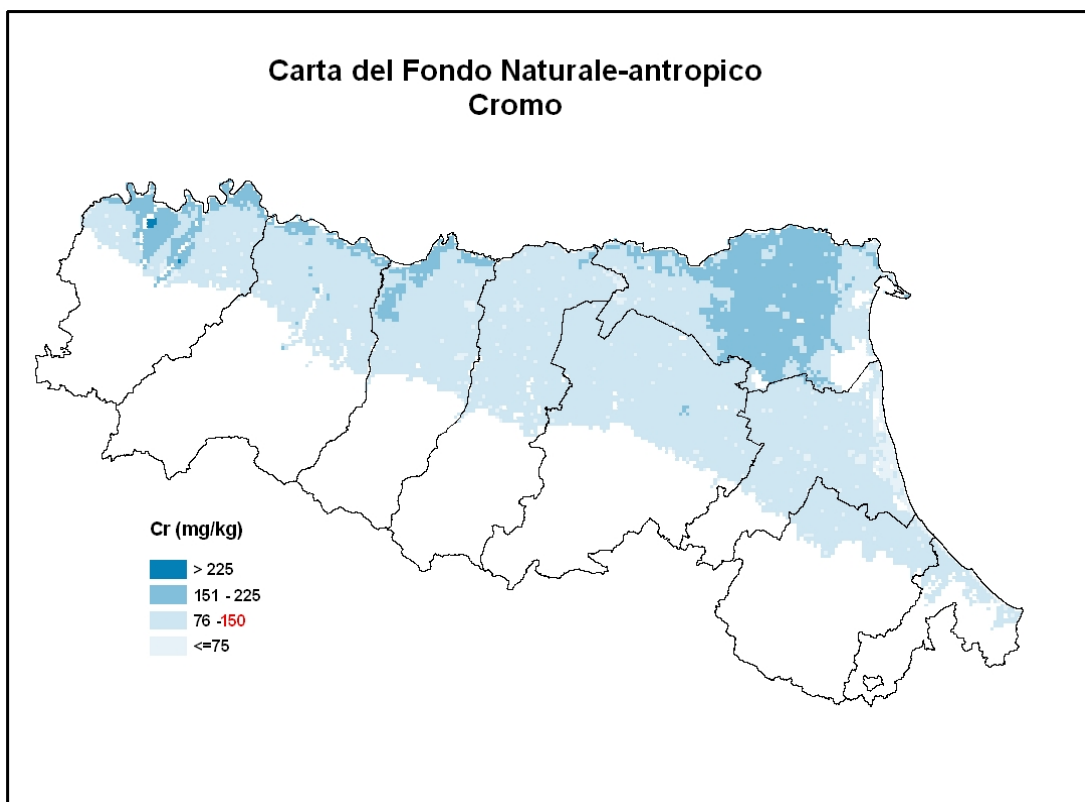 Carta del Fondo Naturale-antropico
Cromo
Cr (mg/kg)
> 225
151 - 225
76 -150
<=75